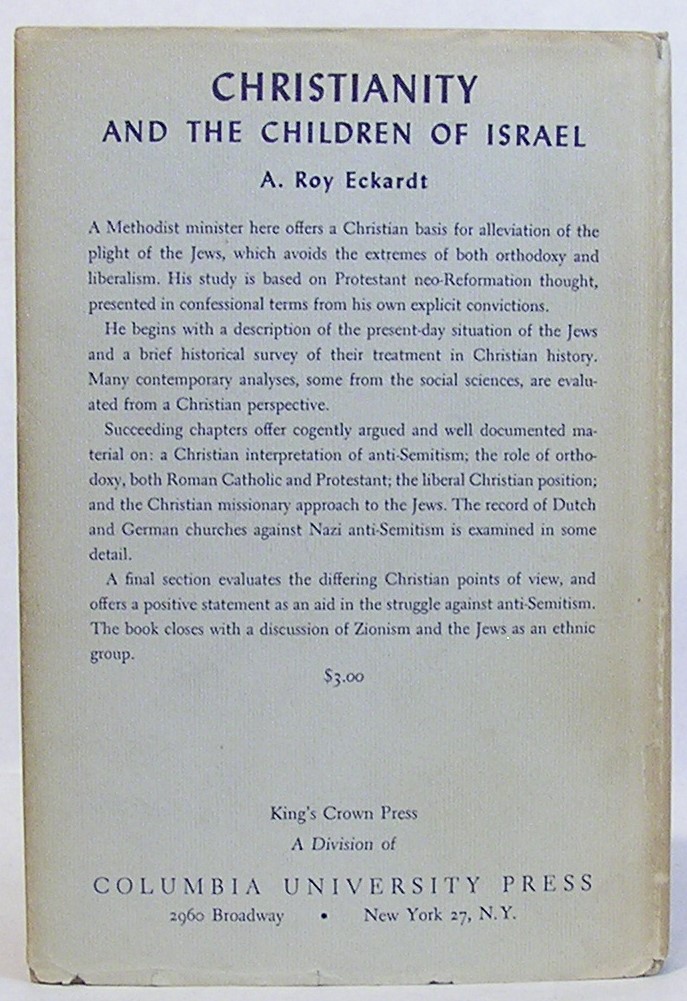 CHRISTIANITY
AND THE CHILDREN OF ISRAEL
A. Roy Eckardt
A Methodist minister here offers a Christian basis for alleviation of the
plight of the Jews, which avoids the extremes of both orthodoxy and
liberalism. His study is based on Protestant neo-Reformation thought,
presented in confessional terms from his own explicit convictions.
He begins with a description of the present-day situation of the Jews
and a brief historical survey of their treatment in Christian history.
Many contemporary analyses, some from the social sciences, are evalu-
ated from a Christian perspective.
Succeeding chapters offer cogently argued and well documented ma-
terial on: a Christian interpretation of anti-Semitism; the role of ortho-
doxy, both Roman Catholic and Protestant; the liberal Christian position;
and the Christian missionary approach to the Jews. The record of Dutch
and German churches against Nazi anti-Semitism is examined in some
detail.
A final section evaluates the differing Christian points of view, and
offers a positive statement as an aid in the struggle against anti-Semitism.
The book closes with a discussion of Zionism and the Jews as an ethnic
group.
$3.00
King's Crown Press
A Division of
COLUMBIA UNIVERSITY PRESS
2960 Broadway • New York 27, N.Y.